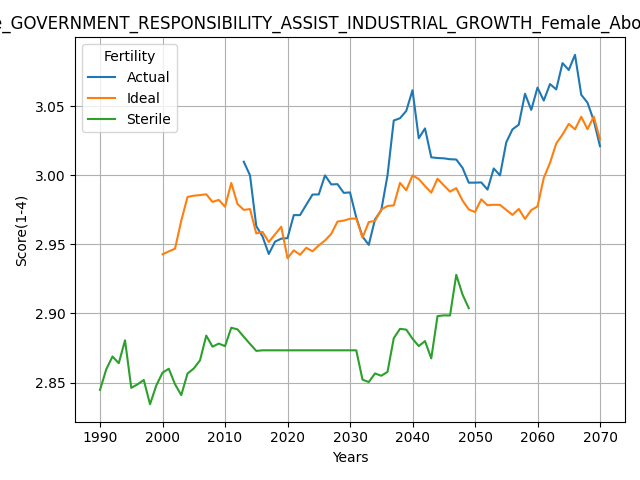 _GOVERNMENT_RESPONSIBILITY_ASSIST_INDUSTRIAL_GROWTH_Female_Abo
Fertility
Actual
Ideal
Sterile
Score(1-4)
3.05
3.00
2.95
2.90
2.85
1990 2000 2010 2020 2030 2040 2050 2060 2070
Years